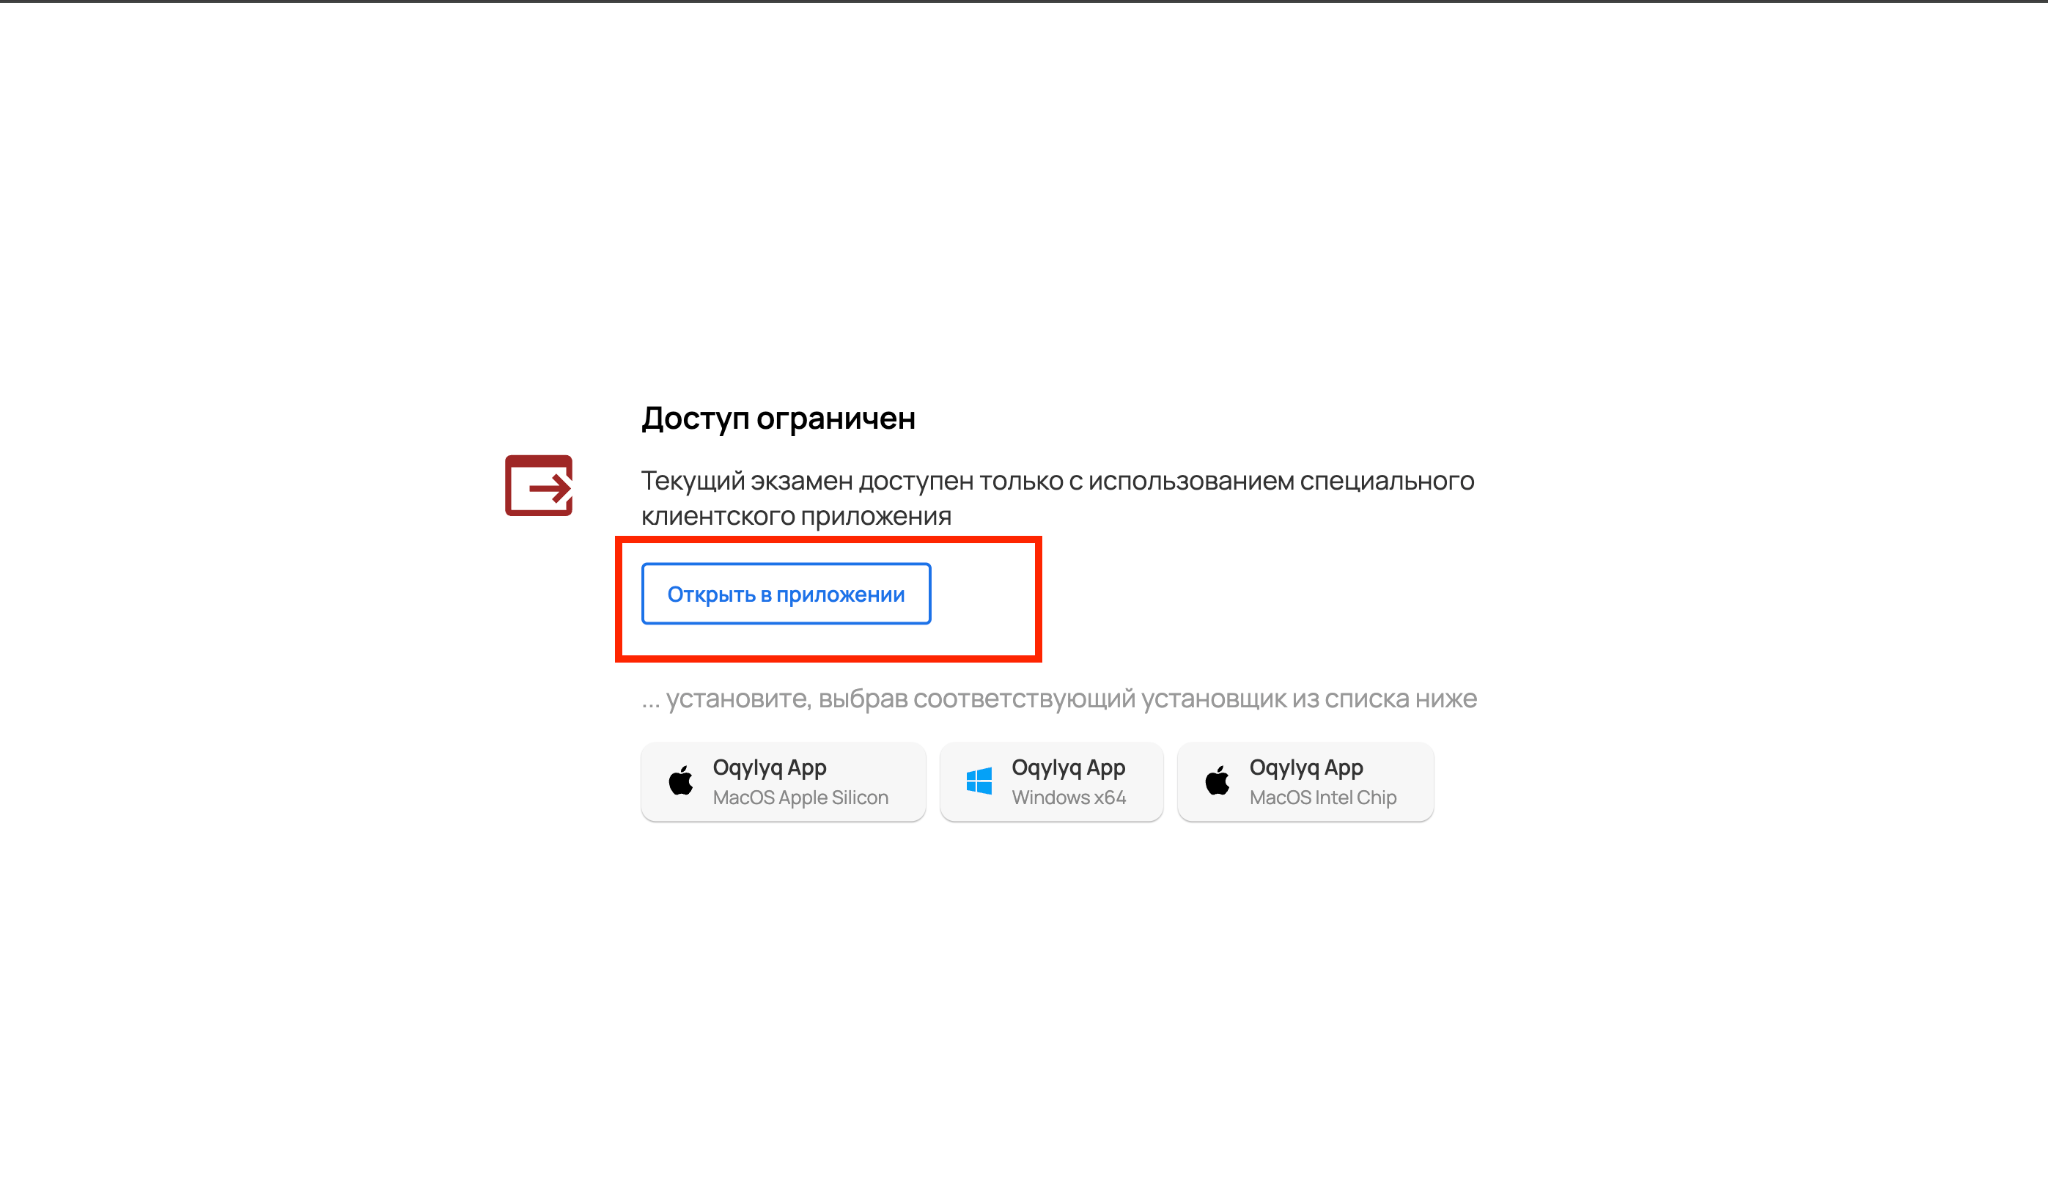 Доступ ограничен
Текущий экзамен доступен только с использованием специального
клиентского приложения
Открыть в приложении
... установите, выбрав соответствующий установщик из списка ниже
Oqylyq App
MacOS Apple Silicon
Oqylyq App
Windows x64
Oqylyq App
MacOS Intel Chip